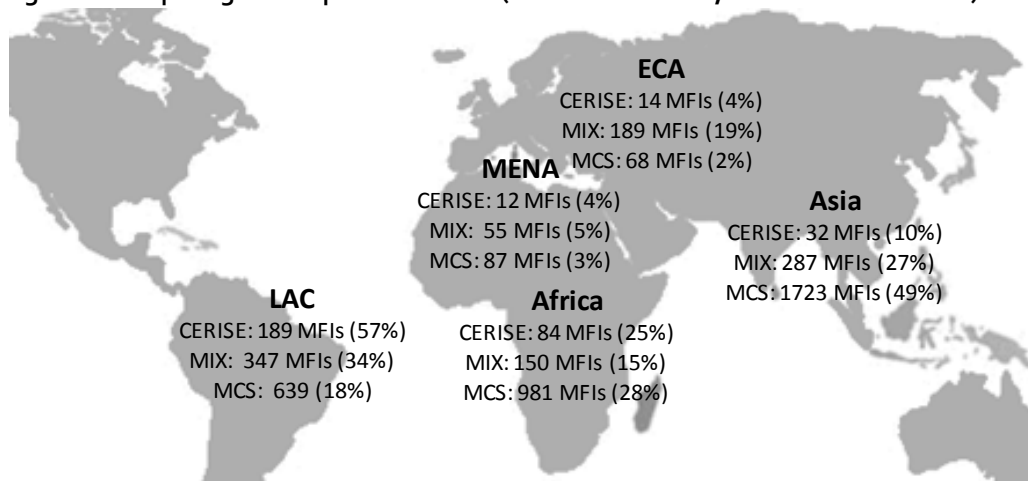 ECA
CERISE: 14 MFIs (4%)
MIX: 189 MFIs (19%)
MCS: 68 MFIs (2%)
MENA
CERISE: 12 MFIs (4%)
MIX: 55 MFIs (5%)
MCS: 87 MFIs (3%)
Asia
CERISE: 32 MFIs (10%)
MIX: 287 MFIs (27%)
MCS: 1723 MFIs (49%)
LAC
CERISE: 189 MFIs (57%)
MIX: 347 MFIs (34%)
MCS: 639 (18%)
Africa
CERISE: 84 MFIs (25%)
MIX: 150 MFIs (15%)
MCS: 981 MFIs (28%)